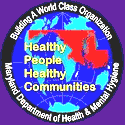 Building A World Class Organization
Healthy
People
Healthy
Communities
Maryland Department of Health & Mental Hygiene